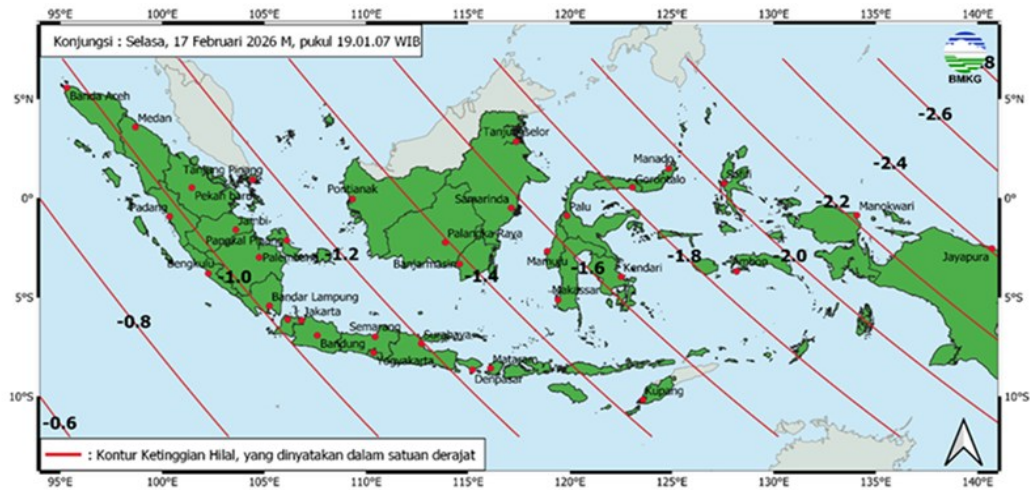 95°E 100°E 105°E 110°E 115°E 120°E 125°E 130°E 135°E 140°E
Konjungsi : Selasa, 17 Februari 2026 M, pukul 19.01.07 WIB
BMKG
5°N
5°N
Banda Aceh
Medan
-2.6
Tanjung Selor
-2.4
Manado
Tanjung Pinang
Gorontalo
Pekan baru
0°
0°
Pontianak
Samarinda
-2.2
Manokwari
Padang
Palu
Jambi
Pangkal Pinang
Palangka Raya
Jayapura
Palembang
-1.2
Mamuju
-1.8
-2.0
Ambon
Bengkulu
-1.0
Banjarmasin
-1.4
-1.6
Kendari
5°S
5°S
Makassar
Bandar Lampung
-0.8
Jakarta
Semarang
Surabaya
Bandung
Yogyakarta
Mataram
Denpasar
10°S
10°S
Kupang
-0.6
: Kontur Ketinggian Hilal, yang dinyatakan dalam satuan derajat
95°E 100°E 105°E 110°E 115°E 120°E 125°E 130°E 135°E 140°E